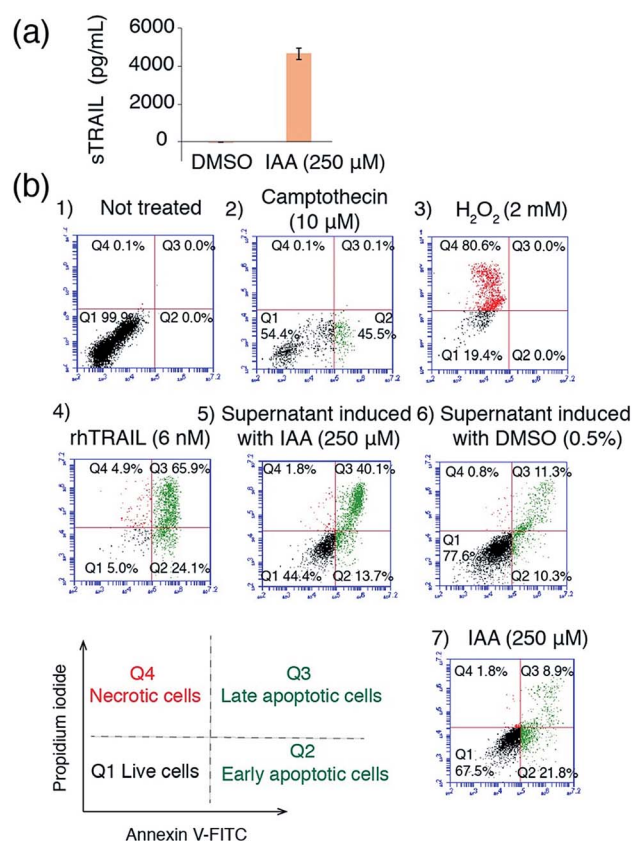 (a)
sTRAIL (pg/mL)
6000
4000
2000
0
DMSO IAA (250 µM)
(b)
1) Not treated
Q4 0.1% Q3 0.0%
Q1 99.9% Q2 0.0%
2) Camptothecin
(10 µM)
Q4 0.1% Q3 0.1%
Q1 Q2
54.4% 45.5%
3) H₂O₂ (2 mM)
Q4 80.6% Q3 0.0%
Q1 19.4% Q2 0.0%
4)
rhTRAIL (6 nM)
Q4 4.9% Q3 65.9%
Q1 5.0% Q2 24.1%
5) Supernatant induced
with IAA (250 µM)
Q4 1.8% Q3 40.1%
Q1 44.4% Q2 13.7%
6) Supernatant induced
with DMSO (0.5%)
Q4 0.8% Q3 11.3%
Q1
77.6%
Q2 10.3%
7) IAA (250 µM)
Q4 1.8% Q3 8.9%
Q1
67.5% Q2 21.8%
Propidium iodide
Q4
Necrotic cells
Q3
Late apoptotic cells
Q1 Live cells
Q2
Early apoptotic cells
Annexin V-FITC